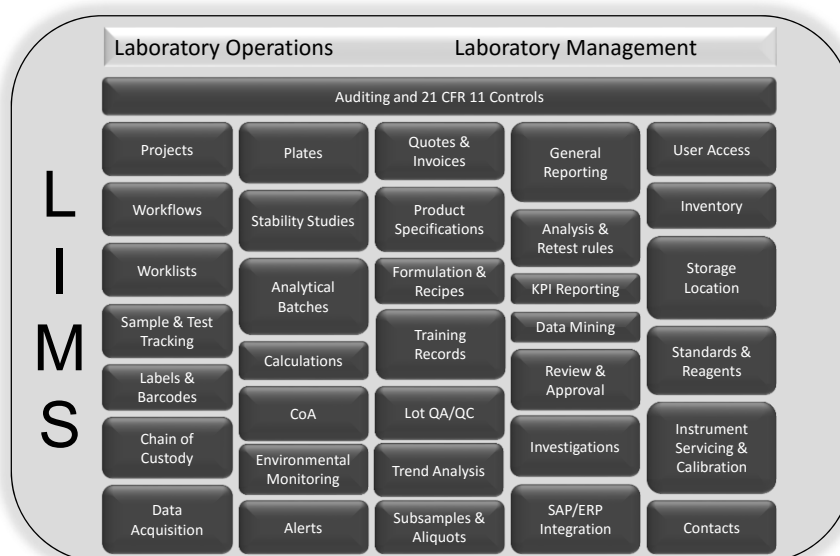 Laboratory Operations
Laboratory Management
Auditing and 21 CFR 11 Controls
L
I
M
S
Projects
Workflows
Worklists
Sample & Test
Tracking
Labels &
Barcodes
Chain of
Custody
Data
Acquisition
Plates
Stability Studies
Analytical
Batches
Calculations
CoA
Environmental
Monitoring
Alerts
Quotes &
Invoices
Product
Specifications
Formulation &
Recipes
Training
Records
Lot QA/QC
Trend Analysis
Subsamples &
Aliquots
General
Reporting
Analysis &
Retest rules
KPI Reporting
Data Mining
Review &
Approval
Investigations
SAP/ERP
Integration
User Access
Inventory
Storage
Location
Standards &
Reagents
Instrument
Servicing &
Calibration
Contacts